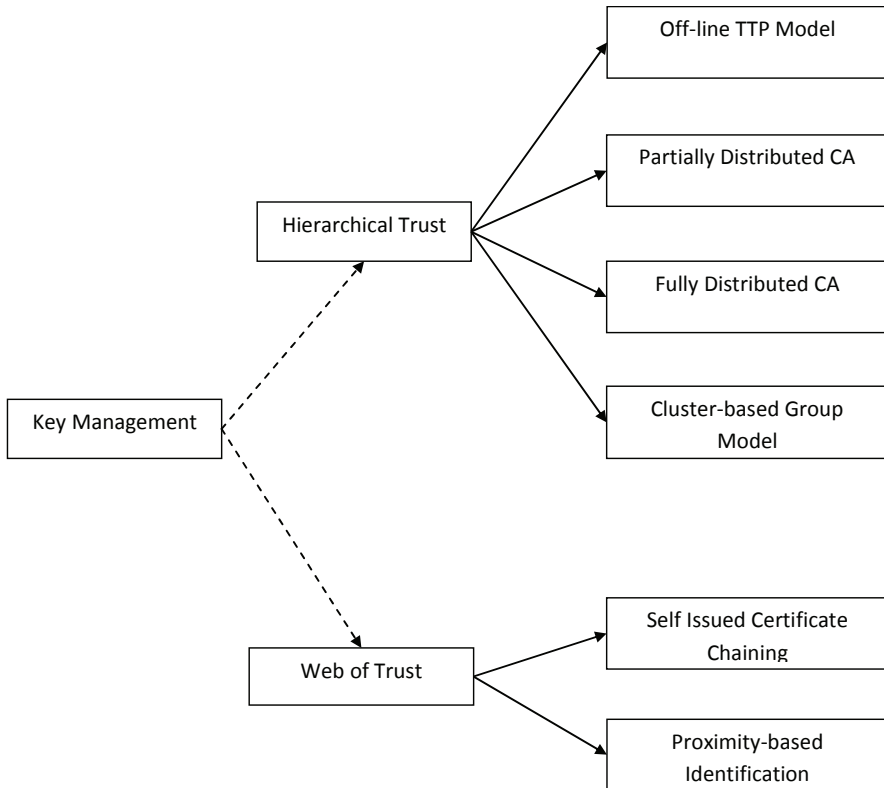 Off-line TTP Model
Partially Distributed CA
Hierarchical Trust
Fully Distributed CA
Cluster-based Group
Model
Key Management
Self Issued Certificate
Chaining
Web of Trust
Proximity-based
Identification